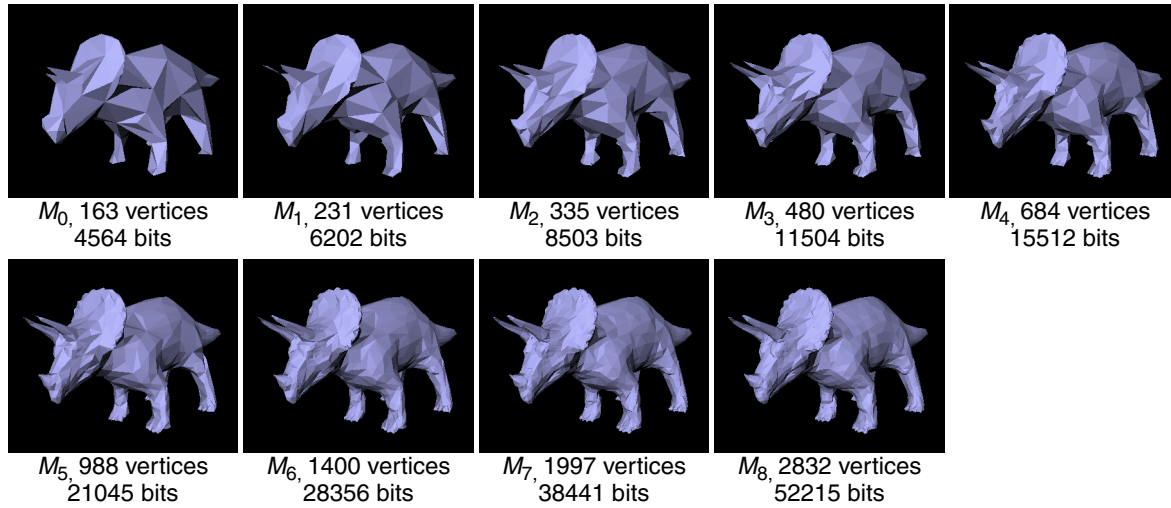 M0, 163 vertices
4564 bits
M1, 231 vertices
6202 bits
M2, 335 vertices
8503 bits
M3, 480 vertices
11504 bits
M4, 684 vertices
15512 bits
M5, 988 vertices
21045 bits
M6, 1400 vertices
28356 bits
M7, 1997 vertices
38441 bits
M8, 2832 vertices
52215 bits